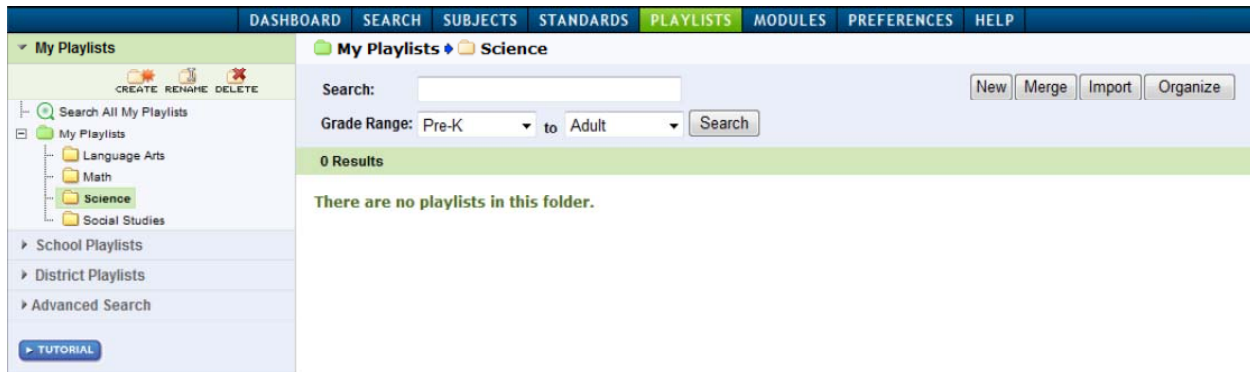 DASHBOARD SEARCH SUBJECTS STANDARDS PLAYLISTS MODULES PREFERENCES HELP
My Playlists
CREATE RENAME DELETE
Search All My Playlists
My Playlists
Language Arts
Math
Science
Social Studies
School Playlists
District Playlists
Advanced Search
TUTORIAL
My Playlists Science
Search:
New Merge Import Organize
Grade Range: Pre-K to Adult Search
0 Results
There are no playlists in this folder.